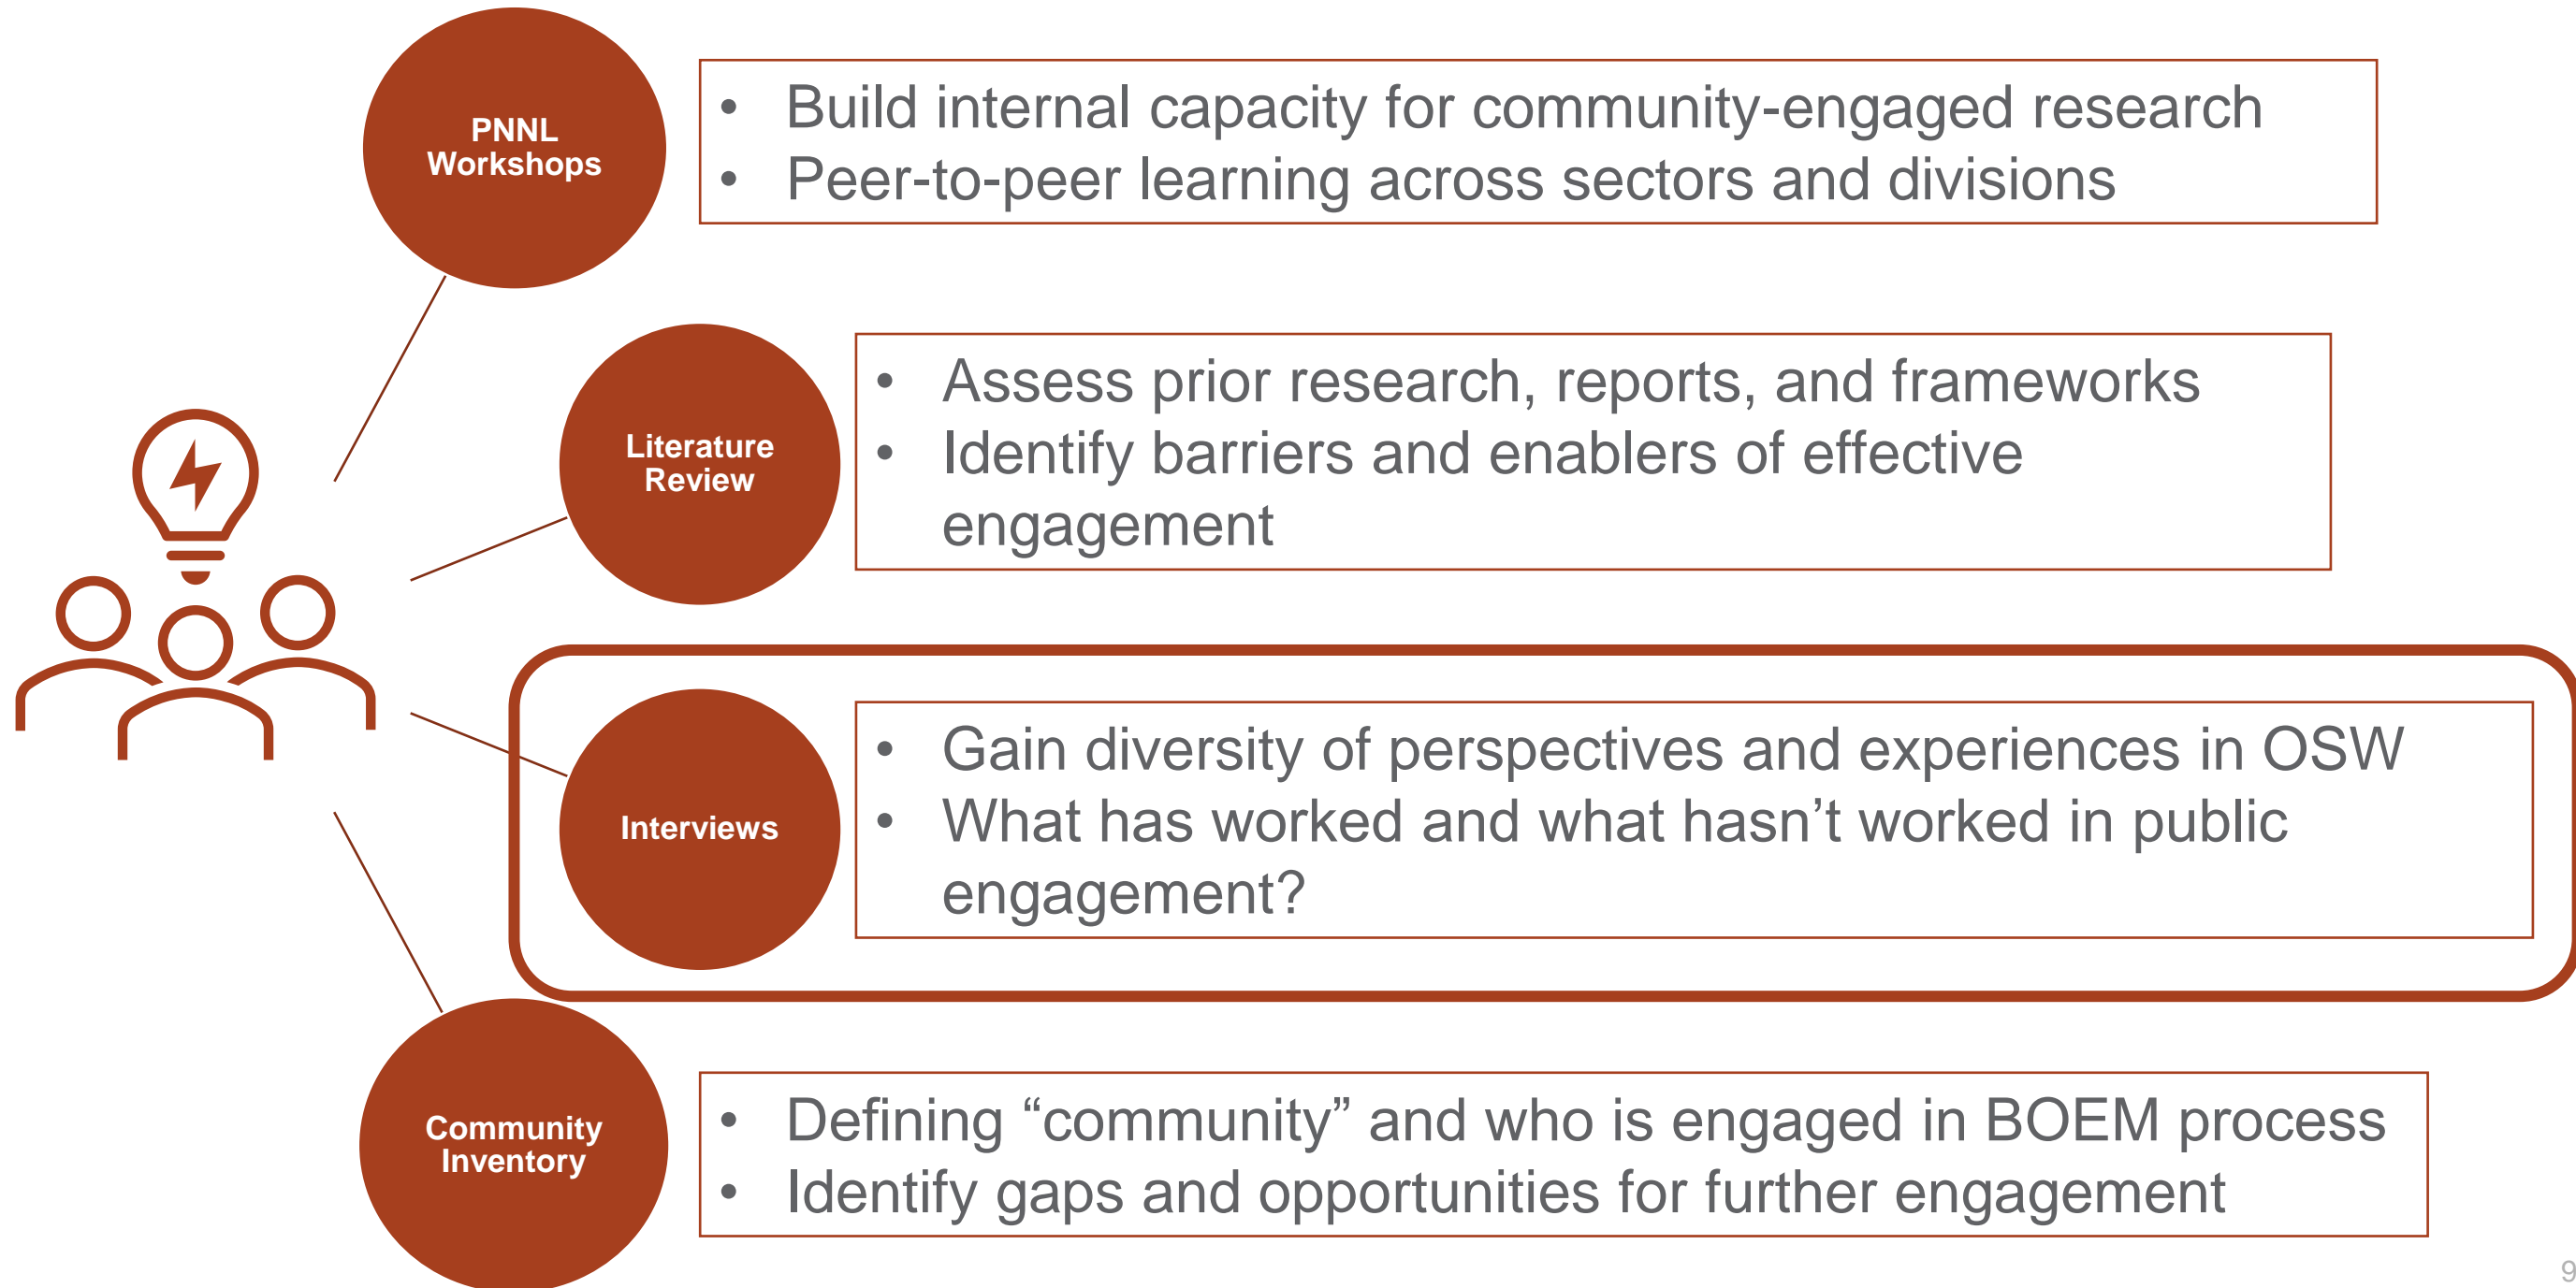 PNNL
Workshops
• Build internal capacity for community-engaged research
• Peer-to-peer learning across sectors and divisions
Literature
Review
• Assess prior research, reports, and frameworks
• Identify barriers and enablers of effective
engagement
Interviews
• Gain diversity of perspectives and experiences in OSW
• What has worked and what hasn’t worked in public
engagement?
Community
Inventory
• Defining “community” and who is engaged in BOEM process
• Identify gaps and opportunities for further engagement
9